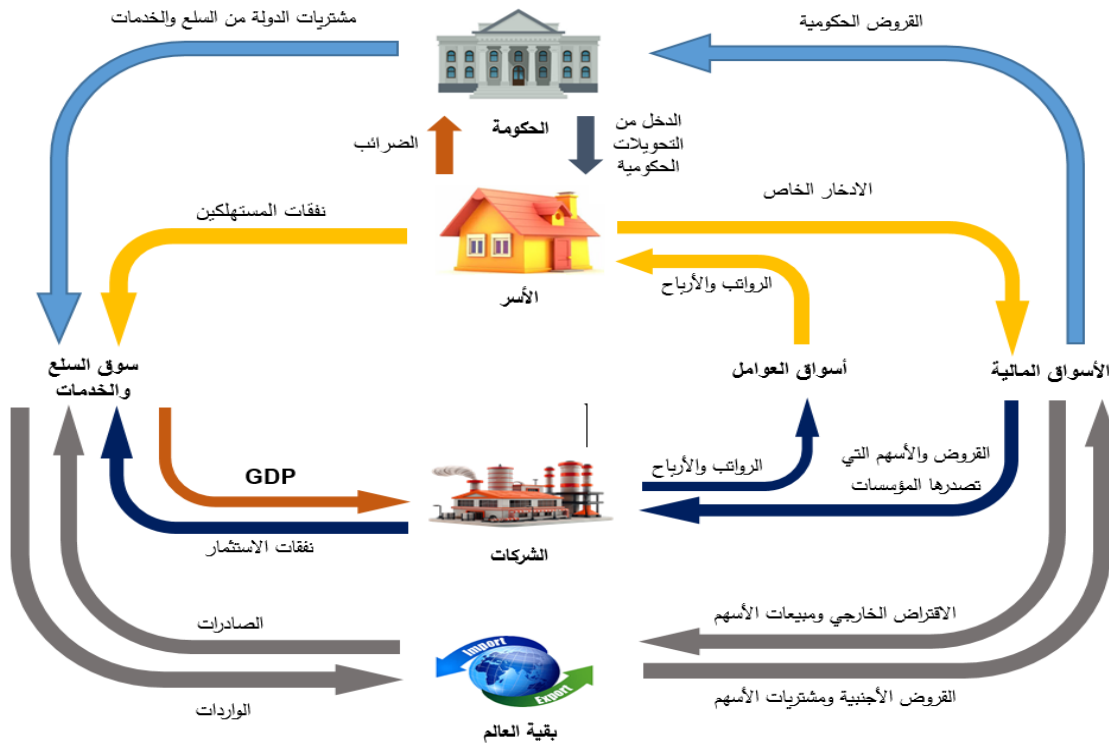 مشتريات الدولة من السلع والخدمات
القروض الحكومية
الحكومة
الضرائب
الدخل من
التحويلات
الحكومية
نفقات المستهلكين
الادخار الخاص
الأسر
الرواتب والأرباح
سوق السلع
والخدمات
أسواق العوامل
الأسواق المالية
GDP
الرواتب والأرباح
القروض والأسهم التي
تصدرها المؤسسات
نفقات الاستثمار
الشركات
الصادرات
الاقتراض الخارجي ومبيعات الأسهم
Import
Export
الواردات
القروض الأجنبية ومشتريات الأسهم
بقية العالم